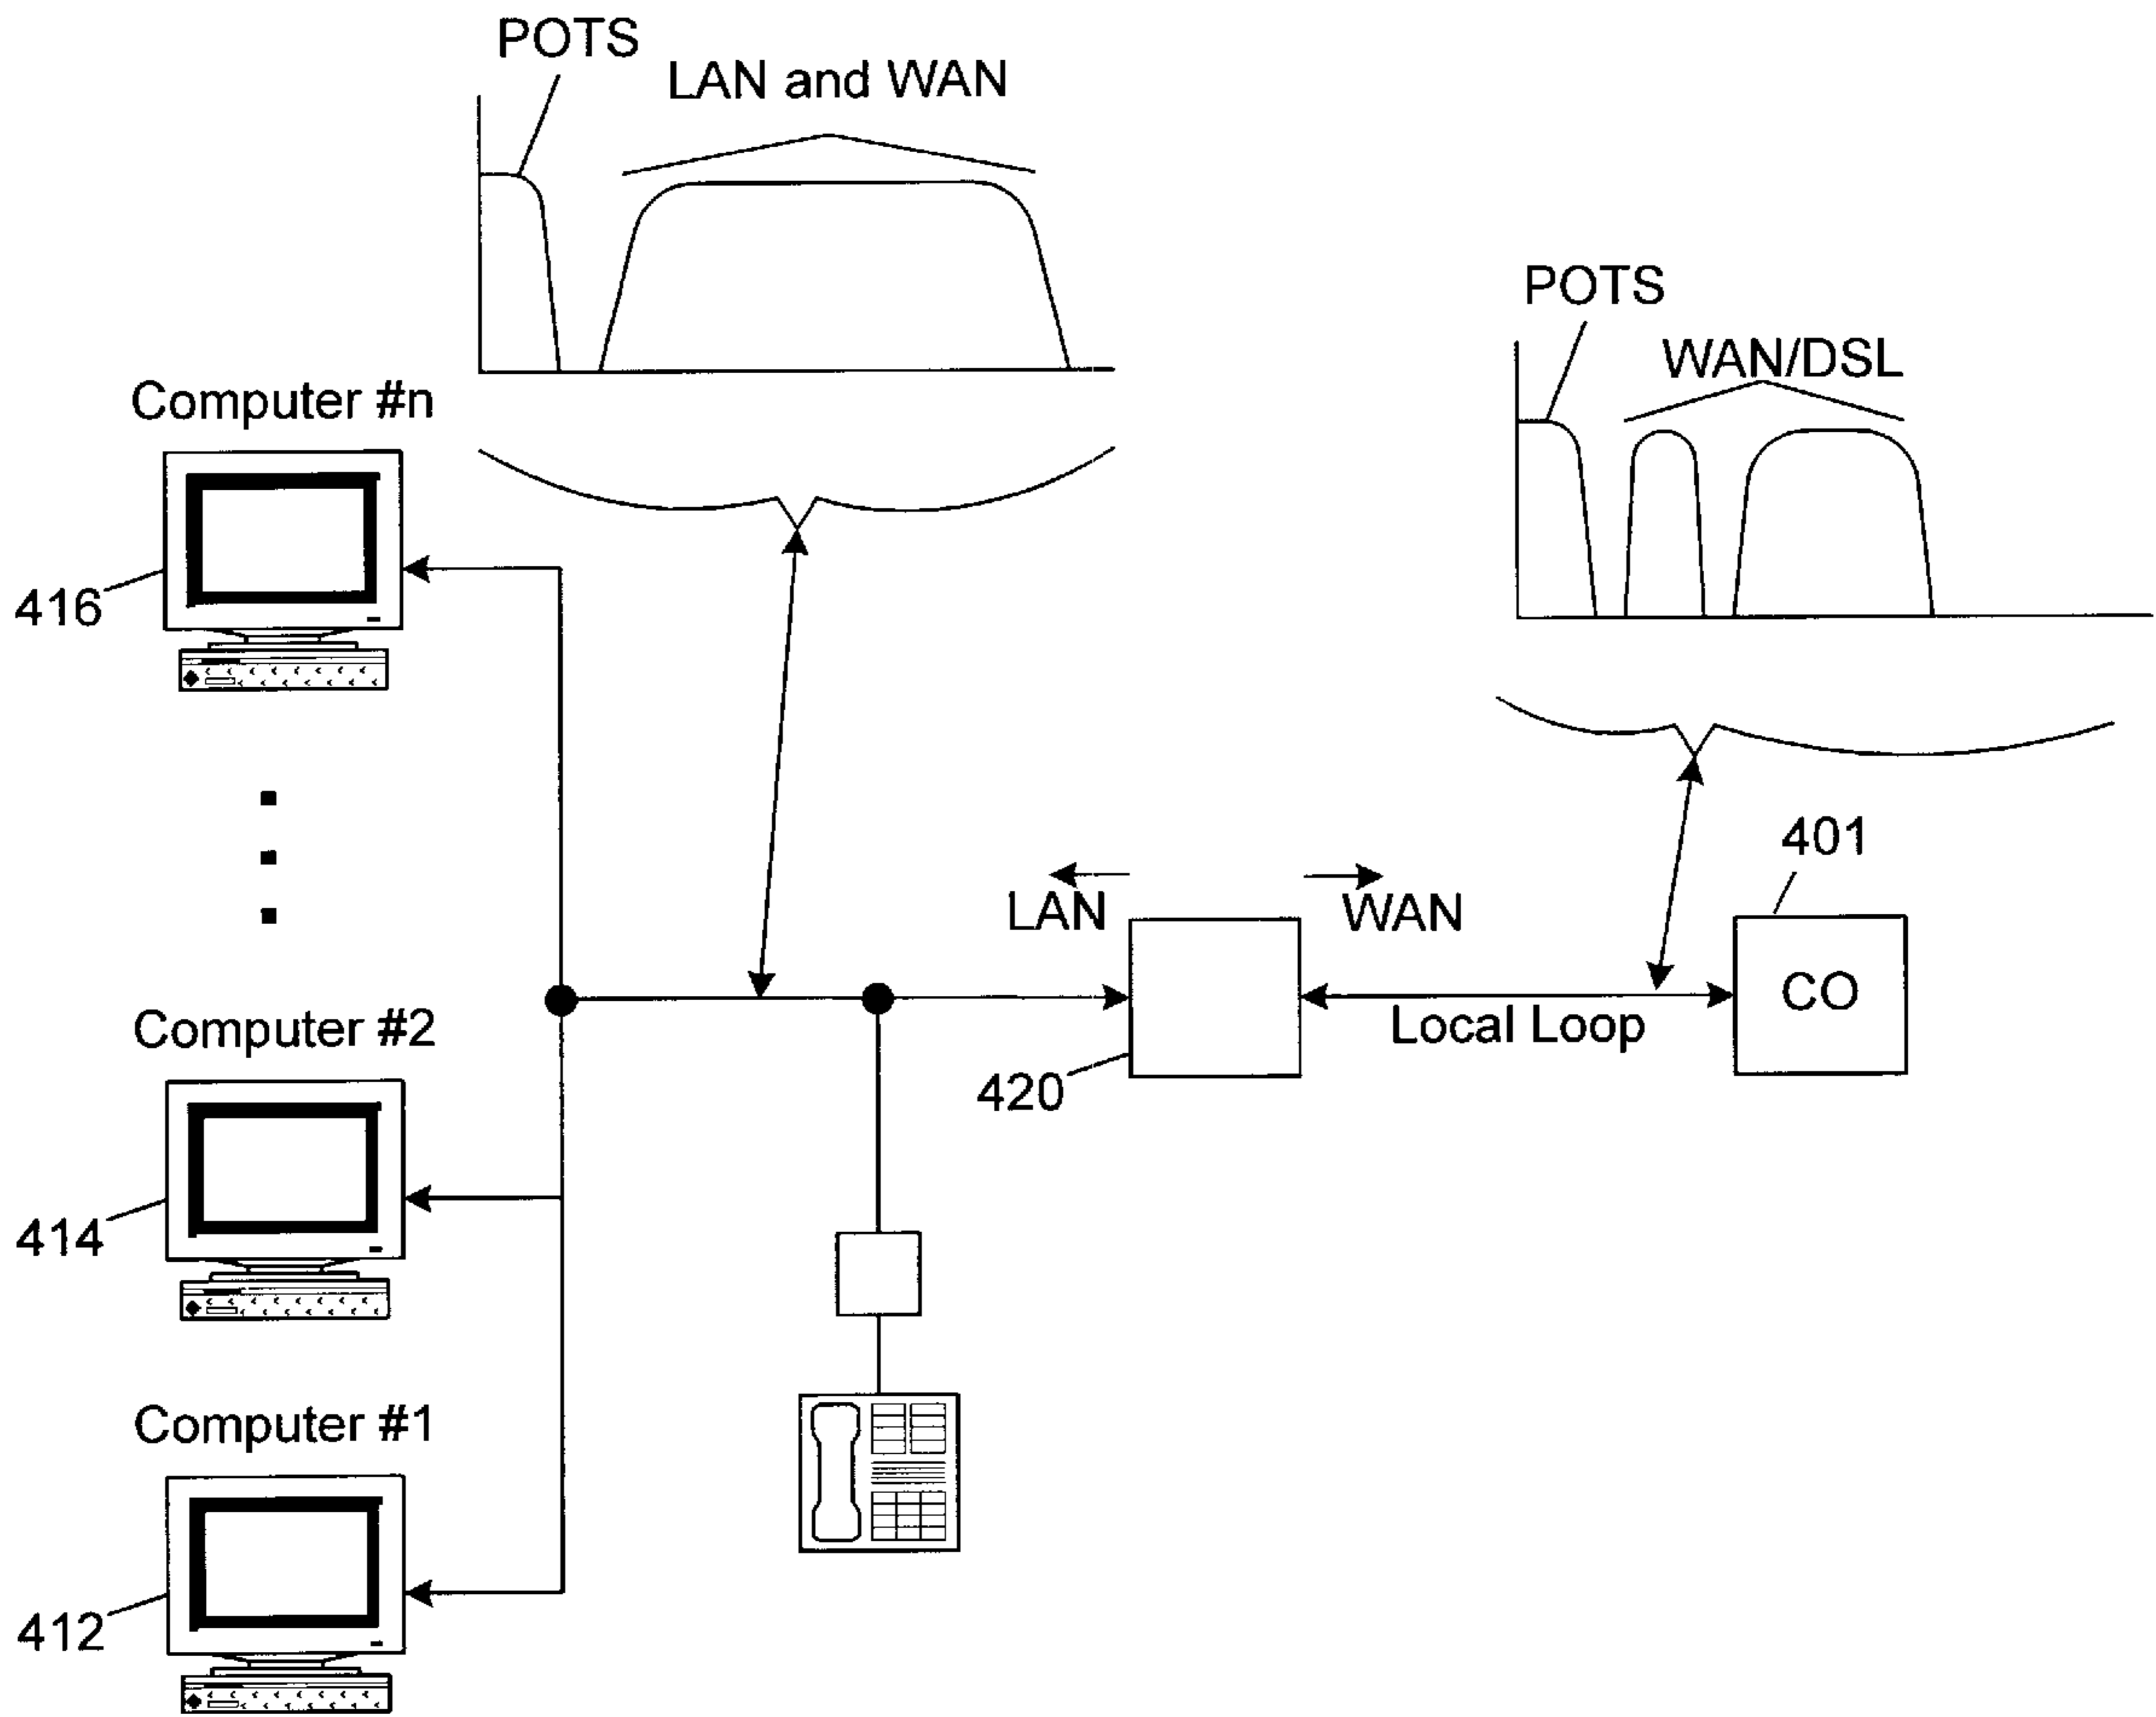 POTS
LAN and WAN
POTS
WAN/DSL
Computer #n
416
401
LAN
WAN
CO
Local Loop
Computer #2
420
414
Computer #1
412